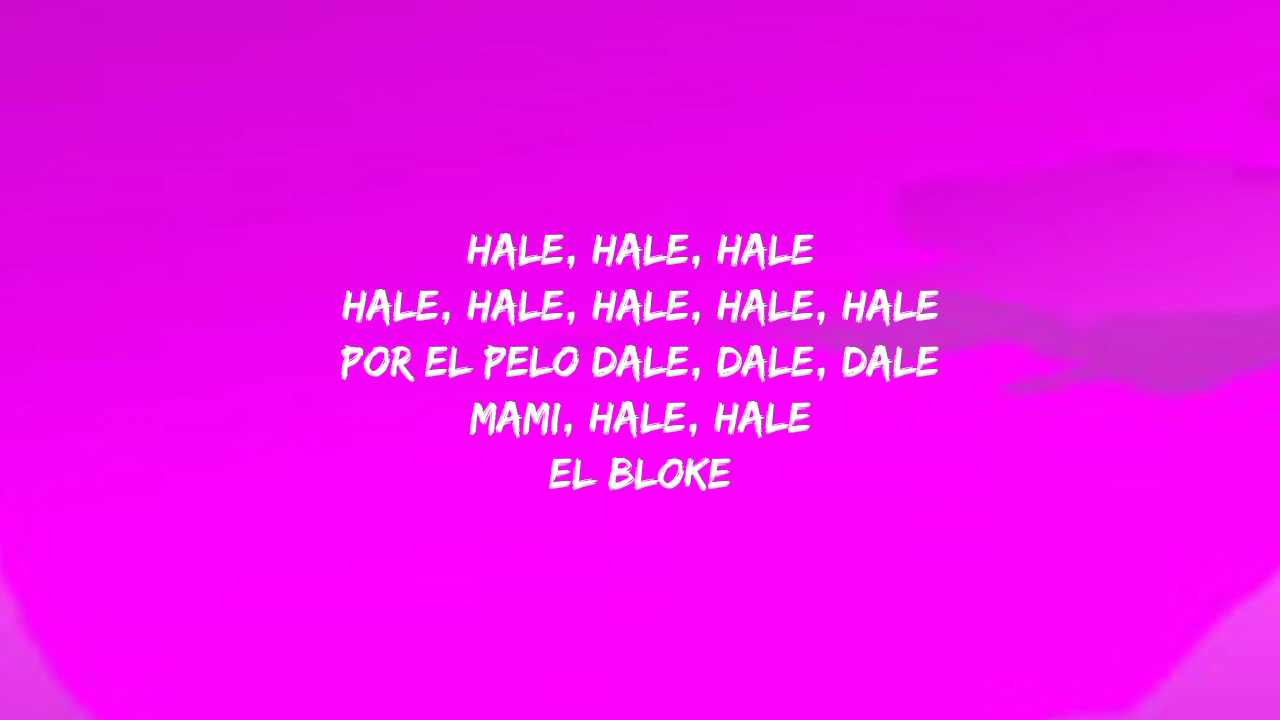 HALE, HALE, HALE
HALE, HALE, HALE, HALE, HALE
POR EL PELO DALE, DALE, DALE
MAMI, HALE, HALE
EL BLOKE